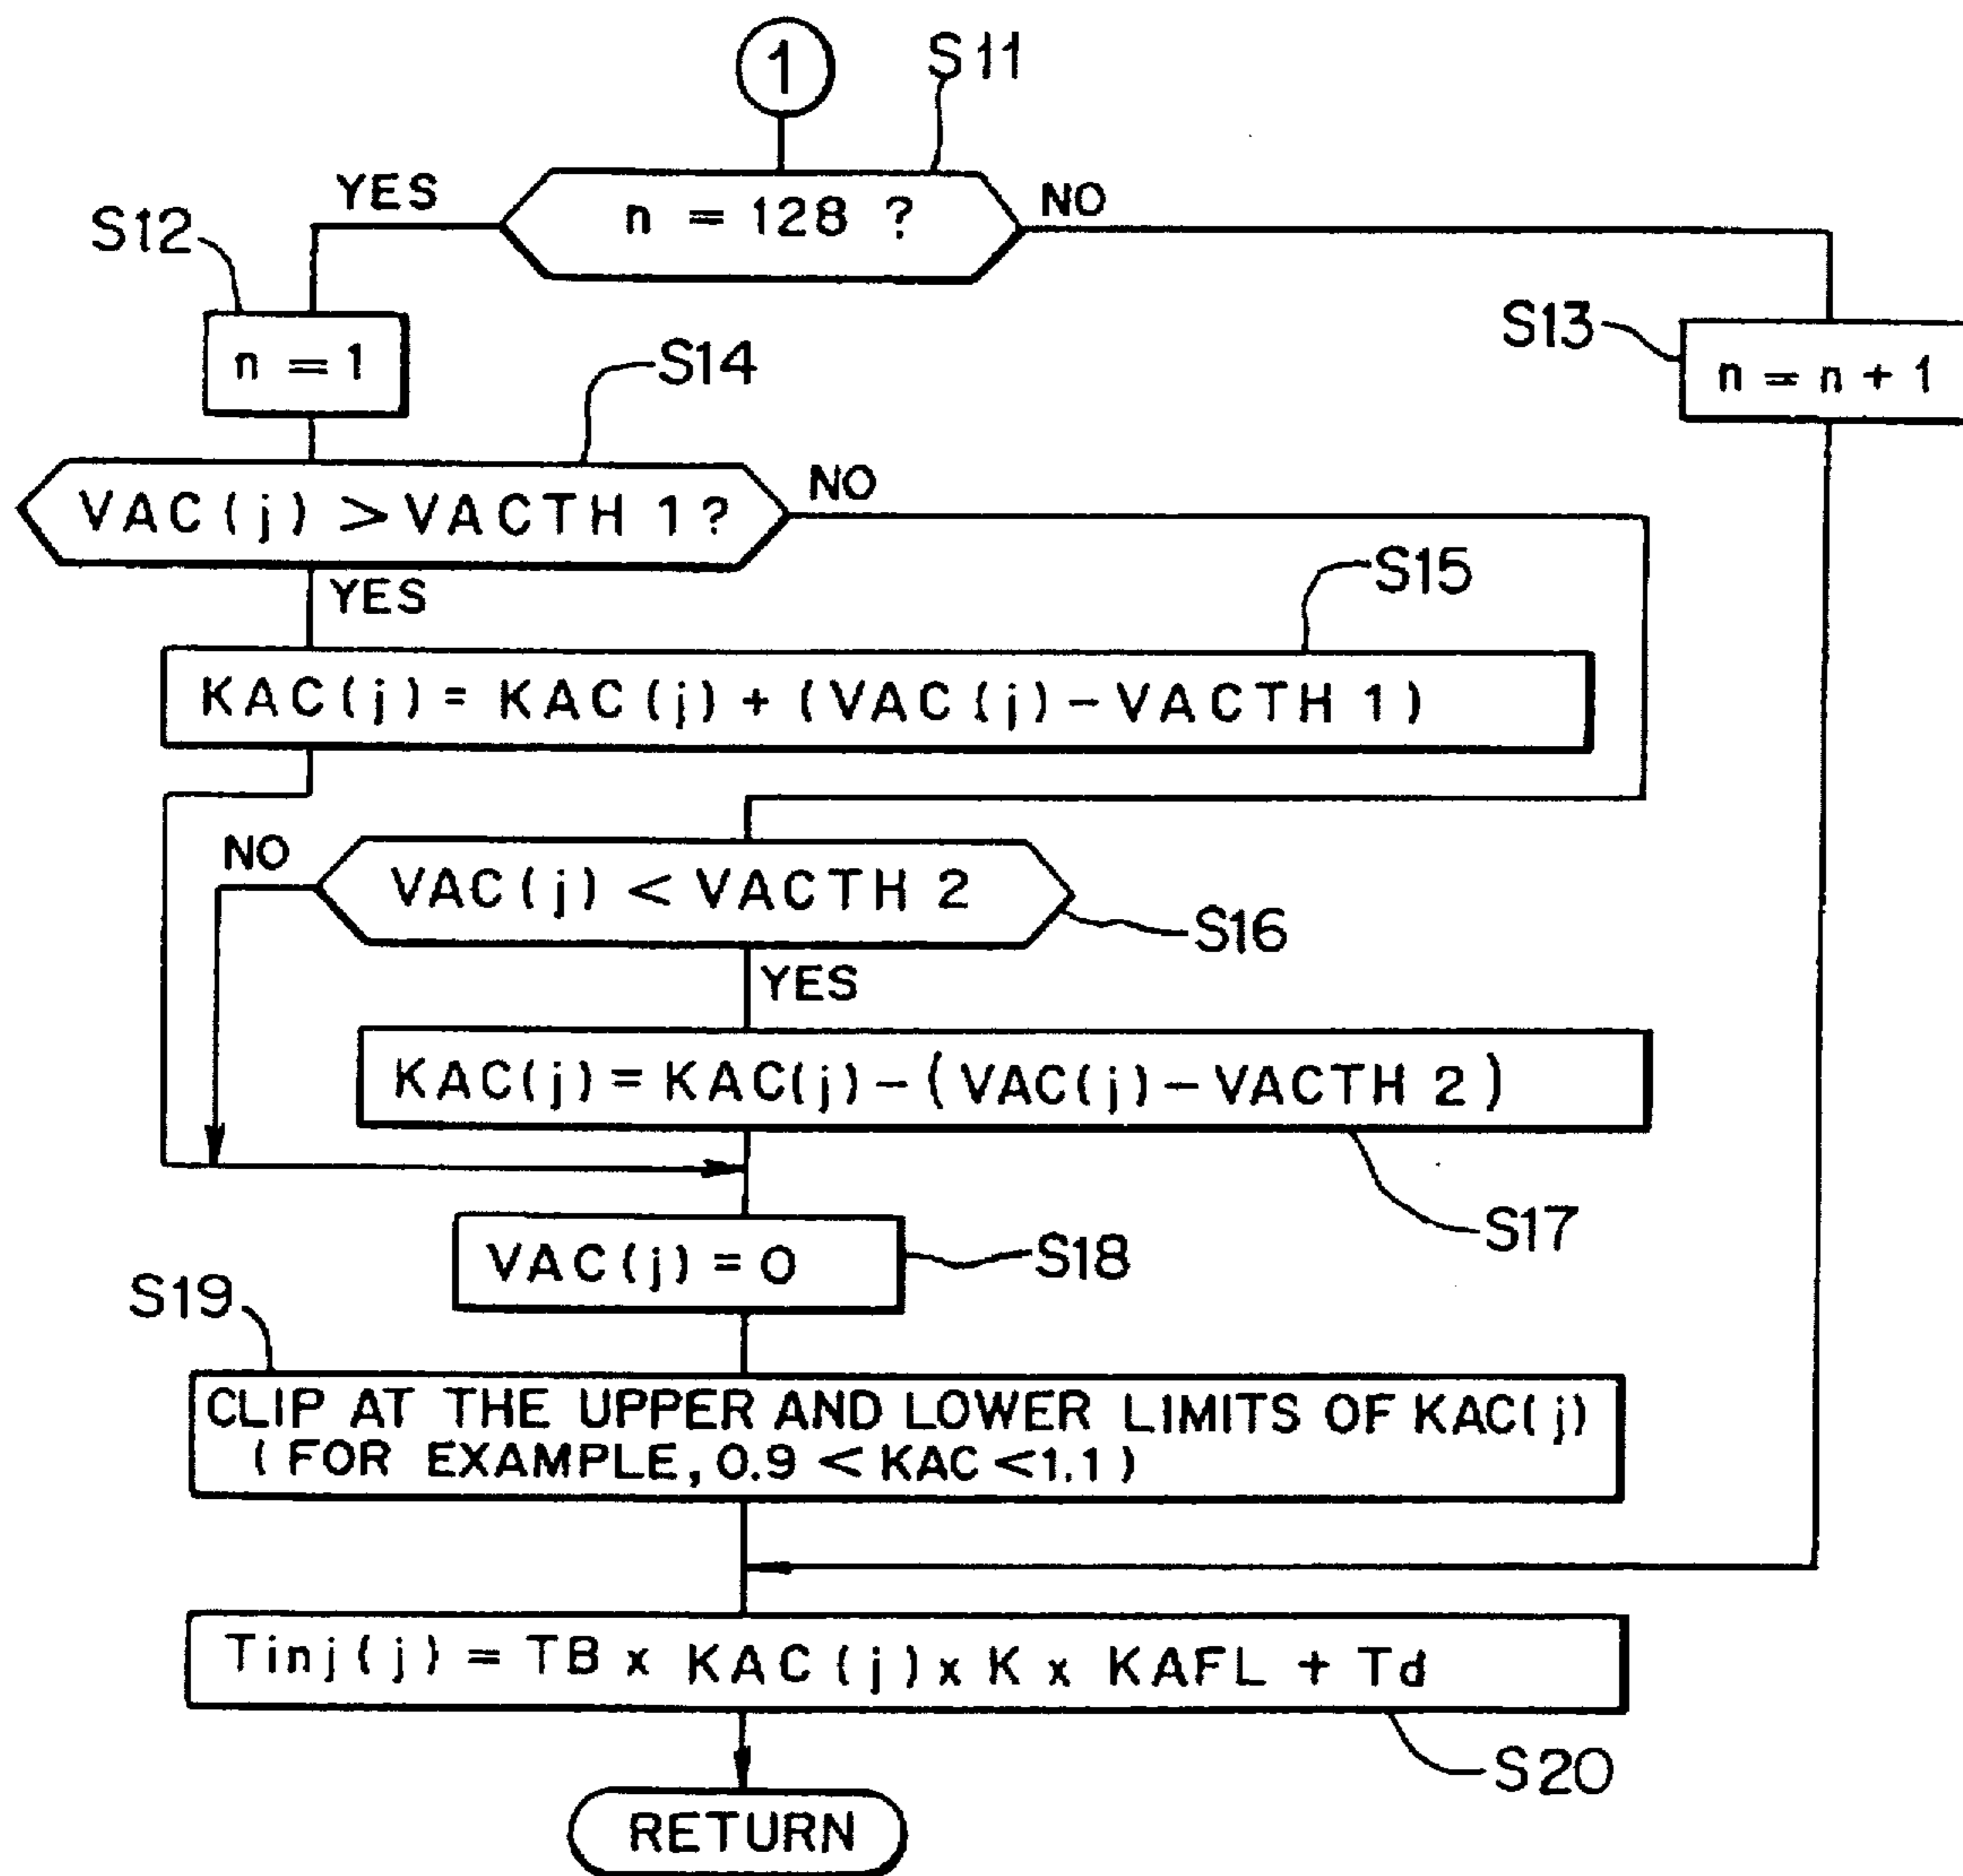 1
S11
YES
n = 128 ?
NO
S12
n = 1
S13
n = n + 1
S14
VAC(j) > VACTH 1?
NO
YES
S15
KAC(j) = KAC(j) + (VAC(j) - VACTH 1)
NO
VAC(j) < VACTH 2
S16
YES
KAC(j) = KAC(j) - (VAC(j) - VACTH 2)
S17
VAC(j) = 0
S18
S19
CLIP AT THE UPPER AND LOWER LIMITS OF KAC(j)
(FOR EXAMPLE, 0.9 < KAC <1.1)
Tinj(j) = TB x KAC(j) x K x KAFL + Td
S20
RETURN